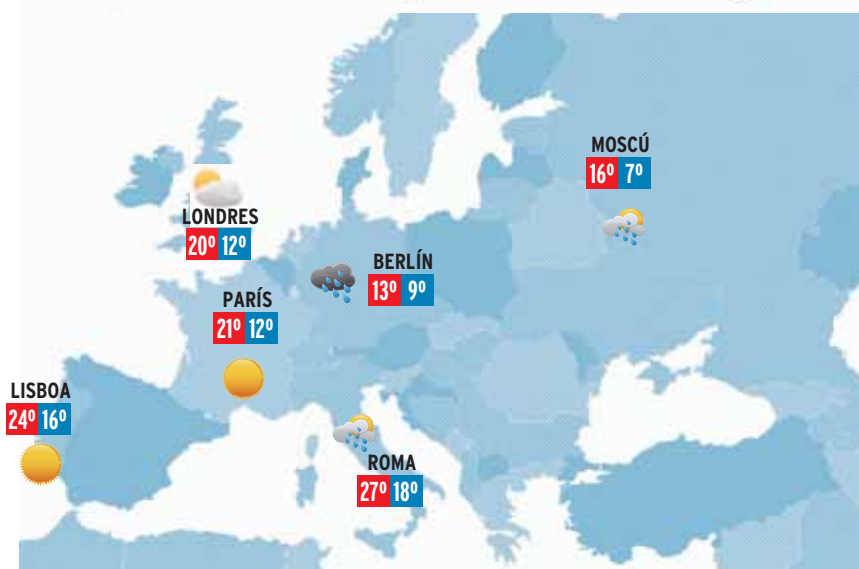 MOSCÚ
16º 7º
LONDRES
20º 12º
BERLÍN
13º 9º
PARÍS
21º 12º
LISBOA
24º 16º
ROMA
27º 18º